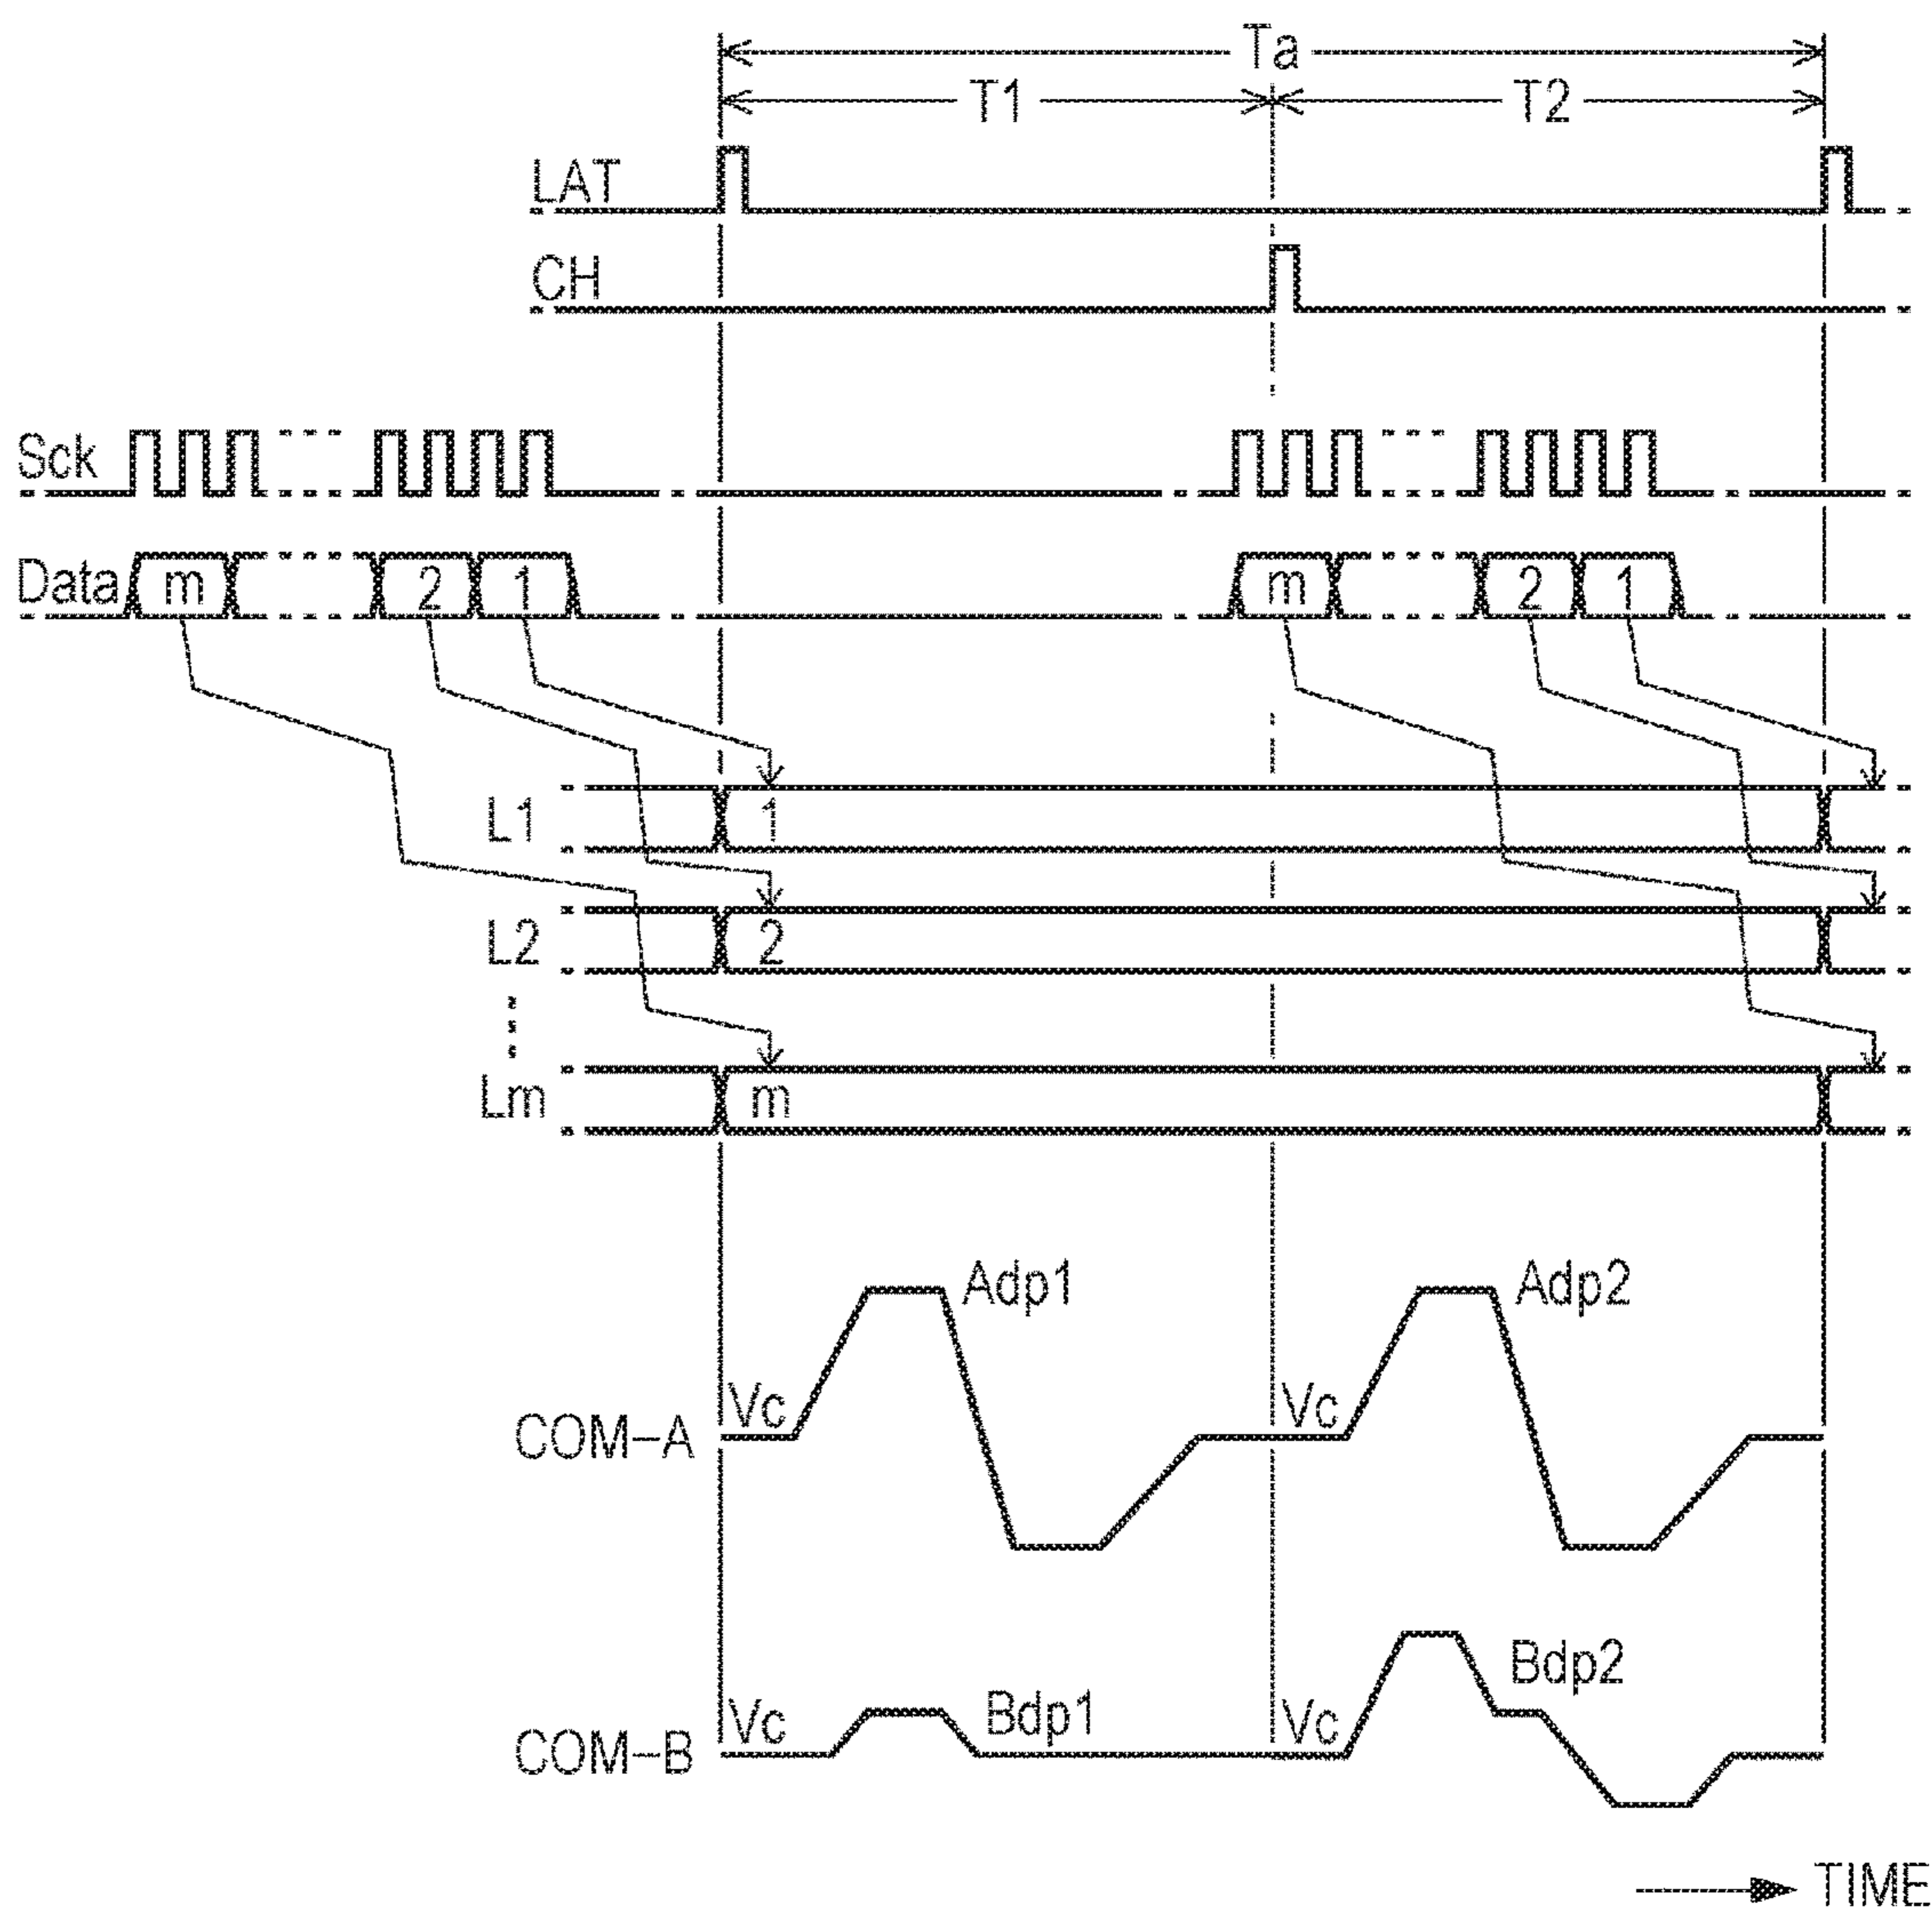 Ta
T1 T2
LAT
CH
Sck
Data m 2 1 m 2 1
L1 1
L2 2
Lm m
Adp1 Adp2
Vc Vc
COM-A
Bdp2
Vc Bdp1 Vc
COM-B
TIME